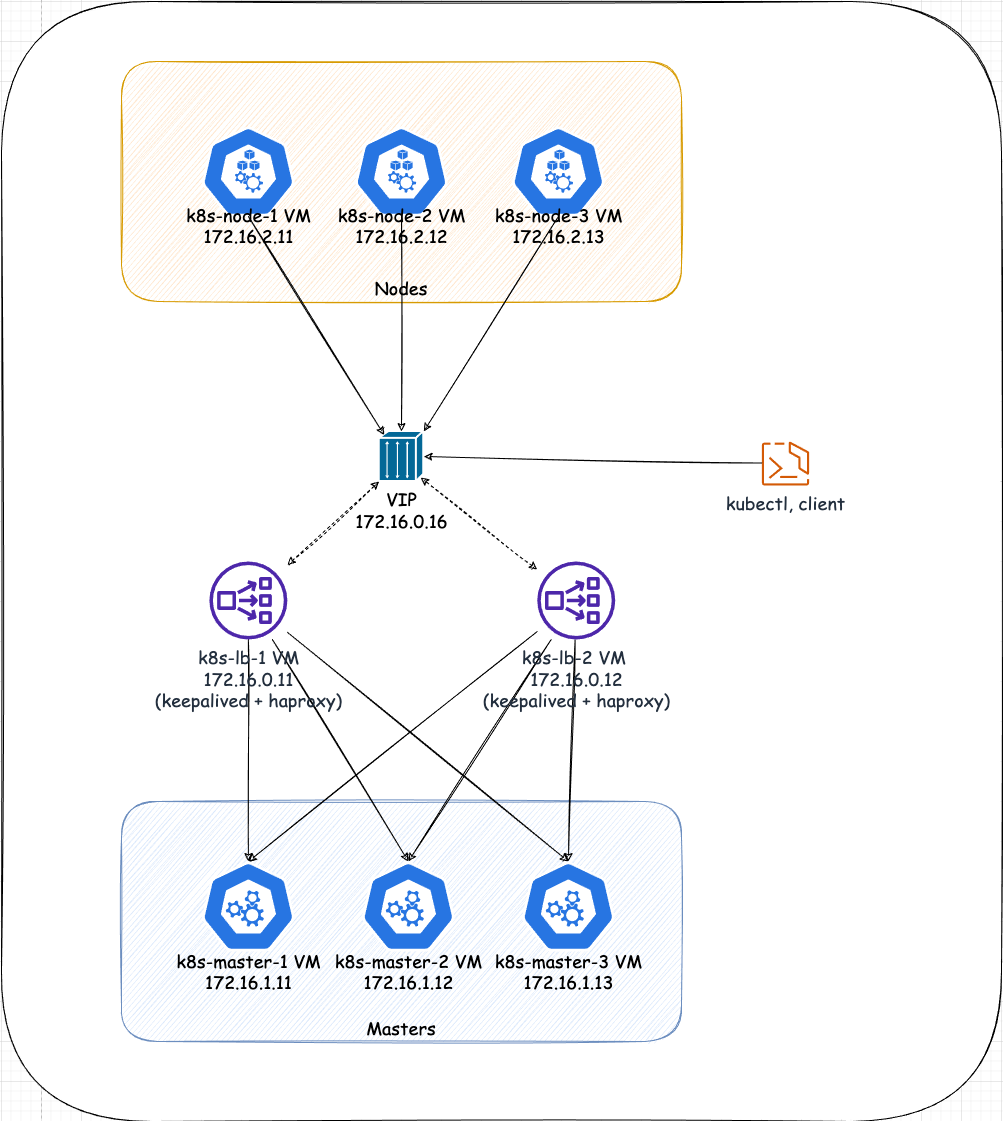 k8s-node-1 VM
172.16.2.11
k8s-node-2 VM
172.16.2.12
k8s-node-3 VM
172.16.2.13
Nodes
VIP
172.16.0.16
kubectl, client
k8s-lb-1 VM
172.16.0.11
(keepalived + haproxy)
k8s-lb-2 VM
172.16.0.12
(keepalived + haproxy)
k8s-master-1 VM
172.16.1.11
k8s-master-2 VM
172.16.1.12
k8s-master-3 VM
172.16.1.13
Masters